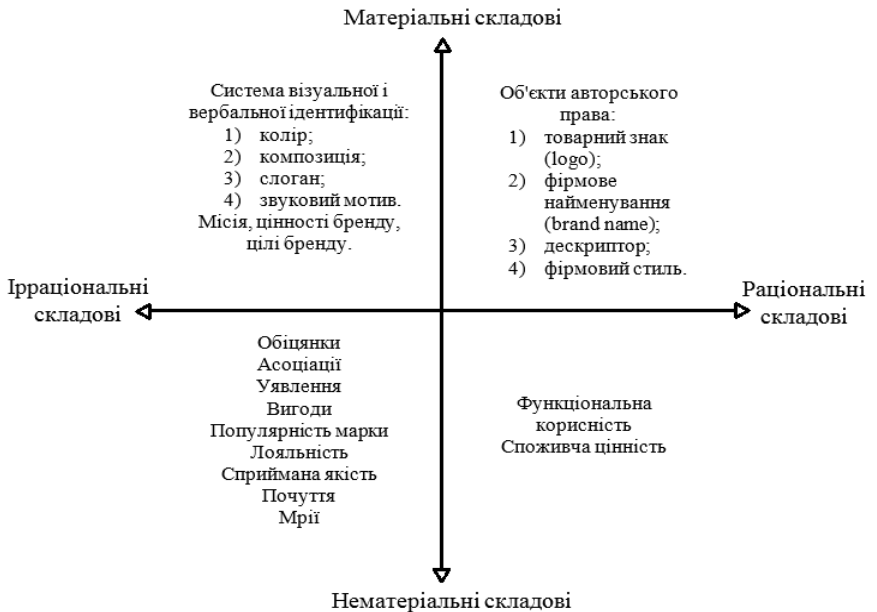 Матеріальні складові
Система візуальної і
вербальної ідентифікації:
1) колір;
2) композиція;
3) слоган;
4) звуковий мотив.
Місія, цінності бренду,
цілі бренду.
Об'єкти авторського
права:
1) товарний знак
(logo);
2) фірмове
найменування
(brand name);
3) дескриптор;
4) фірмовий стиль.
Ірраціональні
складові
Раціональні
складові
Обіцянки
Асоціації
Уявлення
Вигоди
Популярність марки
Лояльність
Сприймана якість
Почуття
Мрії
Функціональна
корисність
Споживча цінність
Нематеріальні складові